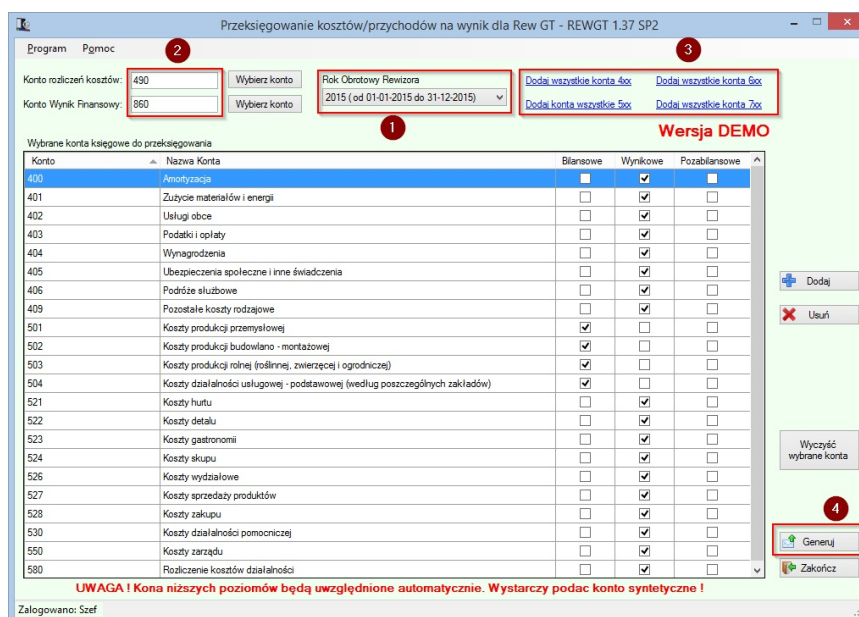 Przeksięgowanie kosztów/przychodów na wynik dla Rew GT - REWGT 1.37 SP2
Program Pomoc
2
3
Konto rozliczeń kosztów: 490 Wybierz konto
Konto Wynik Finansowy: 860 Wybierz konto
Rok Obrotowy Rewizora
2015 ( od 01-01-2015 do 31-12-2015)
1
Dodaj wszystkie konta 4xx Dodaj wszystkie konta 6xx
Dodaj konta wszystkie 5xx Dodaj wszystkie konta 7xx
Wersja DEMO
Wybrane konta księgowe do przeksięgowania
Konto Nazwa Konta Bilansowe Wynikowe Pozabilansowe
400 Amortyzacja
401 Zużycie materiałów i energii
402 Usługi obce
403 Podatki i opłaty
404 Wynagrodzenia
405 Ubezpieczenia społeczne i inne świadczenia
406 Podróże służbowe
409 Pozostałe koszty rodzajowe
501 Koszty produkcji przemysłowej
502 Koszty produkcji budowlano - montażowej
503 Koszty produkcji rolnej (roślinnej, zwierzęcej i ogrodniczej)
504 Koszty działalności usługowej - podstawowej (według poszczególnych zakładów)
521 Koszty hurtu
522 Koszty detalu
523 Koszty gastronomii
524 Koszty skupu
526 Koszty wydziałowe
527 Koszty sprzedaży produktów
528 Koszty zakupu
530 Koszty działalności pomocniczej
550 Koszty zarządu
580 Rozliczenie kosztów działalności
Dodaj
Usuń
Wyczyść
wybrane konta
4
Generuj
Zakończ
UWAGA ! Kona niższych poziomów będą uwzględnione automatycznie. Wystarczy podac konto syntetyczne !
Zalogowano: Szef